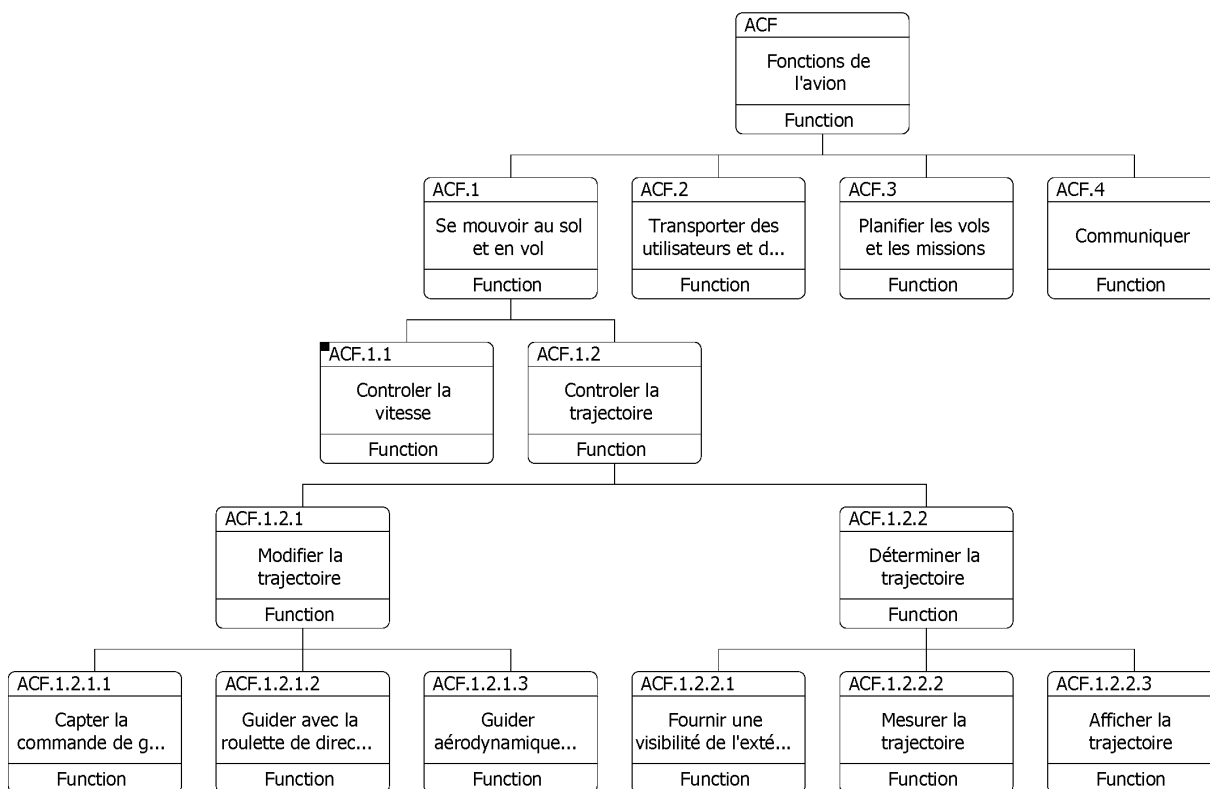 ACF
Fonctions de
l'avion
Function
ACF.1
Se mouvoir au sol
et en vol
Function
ACF.2
Transporter des
utilisateurs et d...
Function
ACF.3
Planifier les vols
et les missions
Function
ACF.4
Communiquer
Function
ACF.1.1
Controler la
vitesse
Function
ACF.1.2
Controler la
trajectoire
Function
ACF.1.2.1
Modifier la
trajectoire
Function
ACF.1.2.2
Déterminer la
trajectoire
Function
ACF.1.2.1.1
Capter la
commande de g...
Function
ACF.1.2.1.2
Guider avec la
roulette de direc...
Function
ACF.1.2.1.3
Guider
aérodynamique...
Function
ACF.1.2.2.1
Fournir une
visibilité de l'exté...
Function
ACF.1.2.2.2
Mesurer la
trajectoire
Function
ACF.1.2.2.3
Afficher la
trajectoire
Function